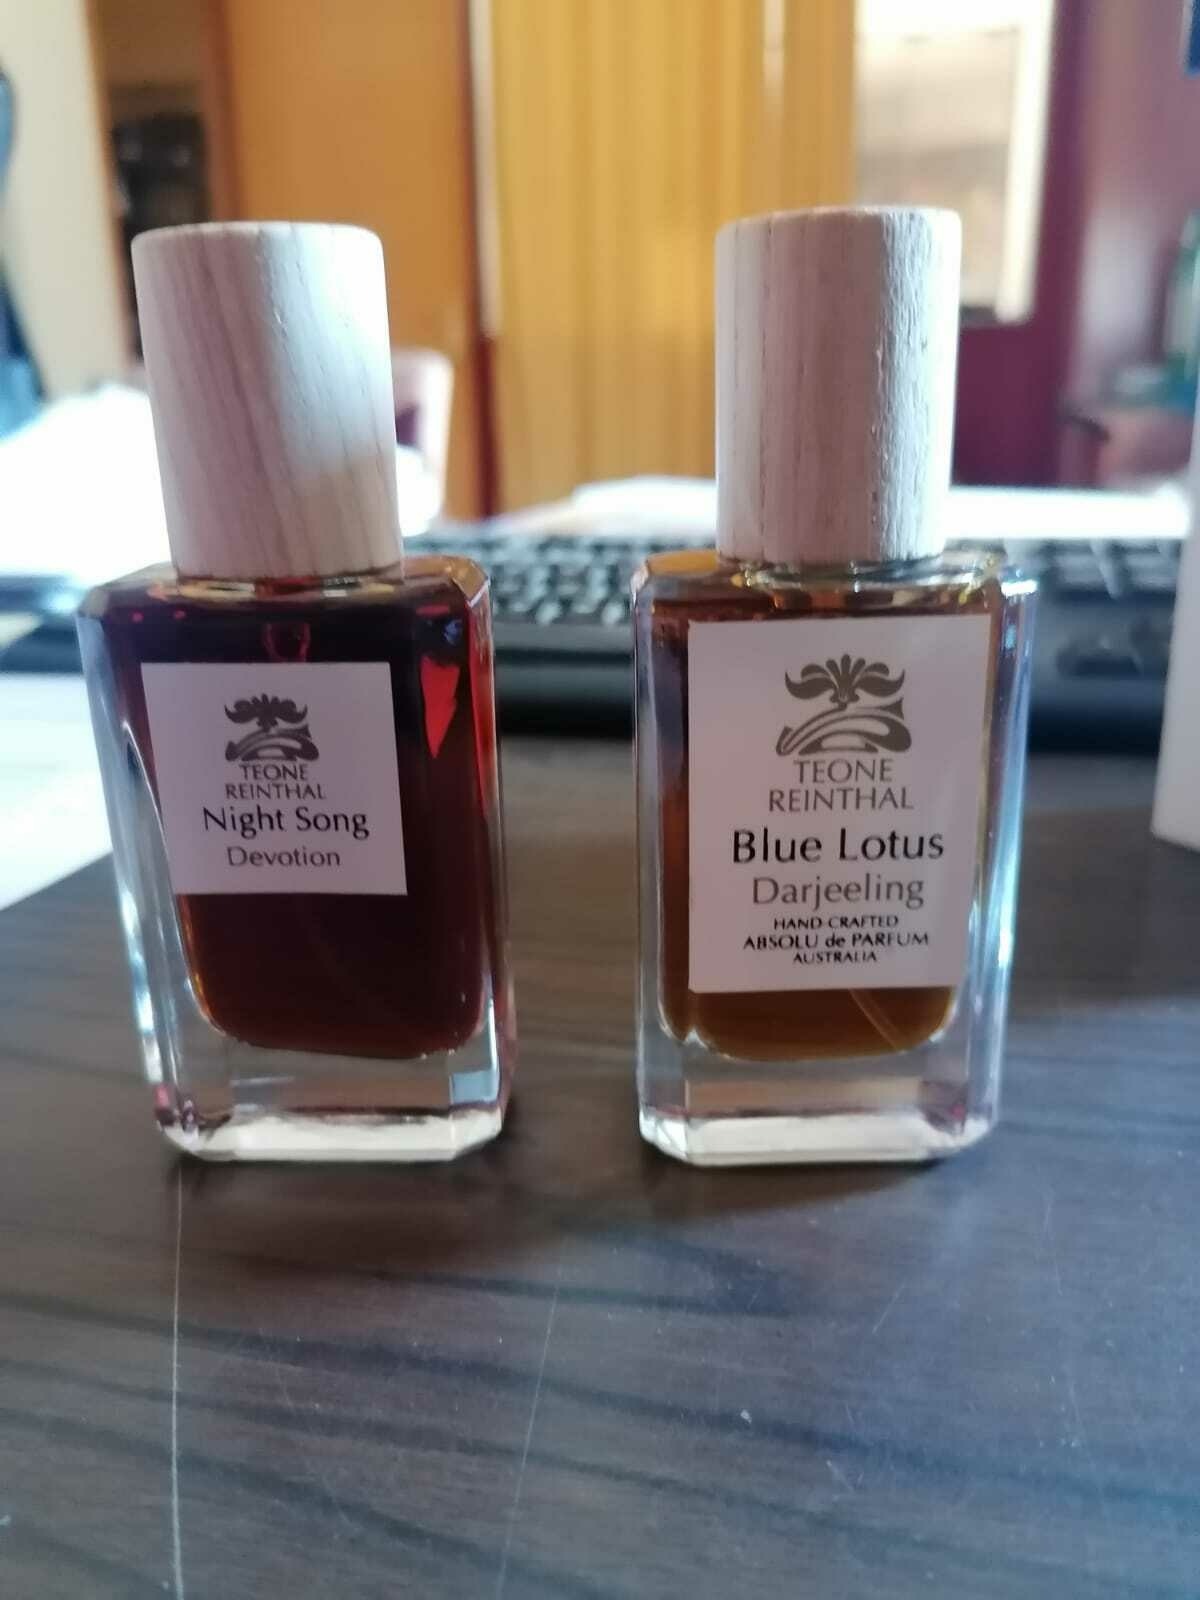 TEONE
REINTHAL
Night Song
Devotion
TEONE
REINTHAL
Blue Lotus
Darjeeling
HAND CRAFTED
ABSOLU de PARFUM
AUSTRALIA